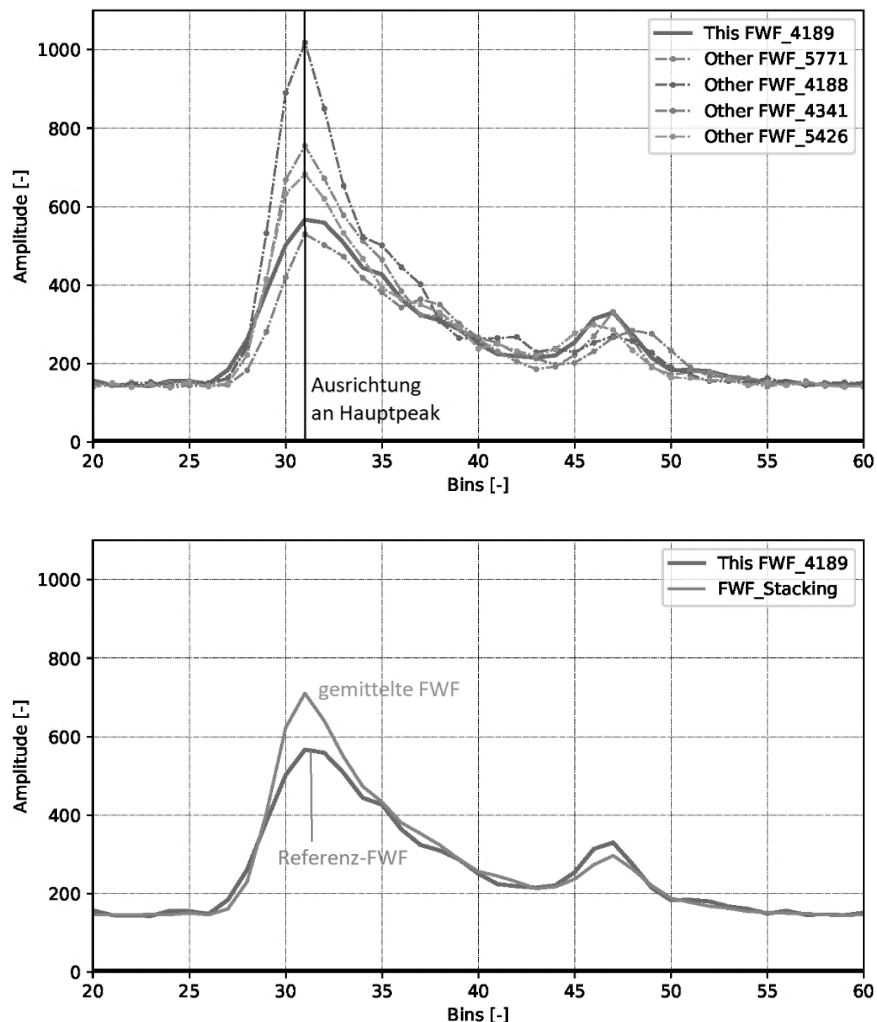 This FWF_4189
Other FWF_5771
Other FWF_4188
Other FWF_4341
Other FWF_5426
1000
800
600
400
200
0
Amplitude [-]
Ausrichtung
an Hauptpeak
20 25 30 35 40 45 50 55 60
Bins [-]
This FWF_4189
FWF_Stacking
1000
800
600
400
200
0
Amplitude [-]
gemittelte FWF
Referenz-FWF
20 25 30 35 40 45 50 55 60
Bins [-]